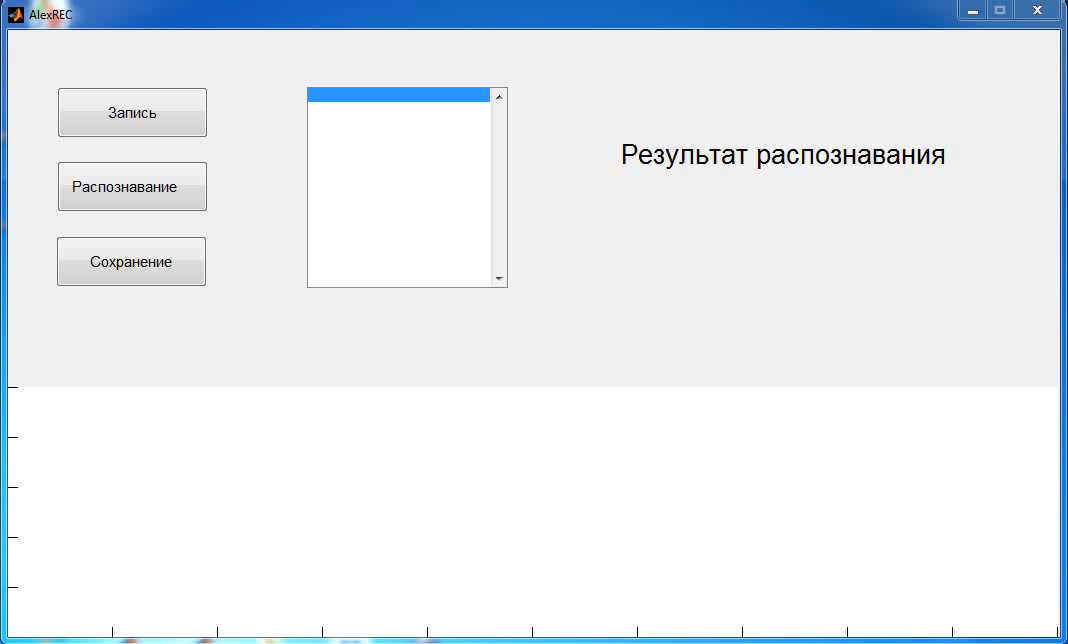 AlexREC
Запись
Распознавание
Сохранение
Результат распознавания